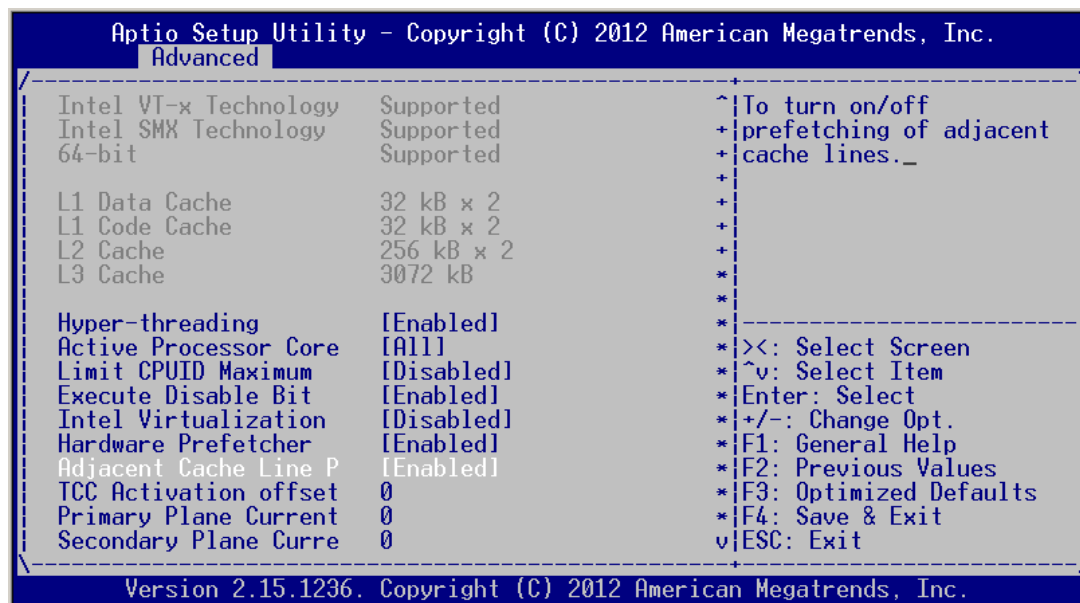 Aptio Setup Utility - Copyright (C) 2012 American Megatrends, Inc.
Advanced
Intel VT-x Technology Supported
Intel SMX Technology Supported
64-bit Supported
L1 Data Cache 32 kB x 2
L1 Code Cache 32 kB x 2
L2 Cache 256 kB x 2
L3 Cache 3072 kB
Hyper-threading [Enabled]
Active Processor Core [All]
Limit CPUID Maximum [Disabled]
Execute Disable Bit [Enabled]
Intel Virtualization [Disabled]
Hardware Prefetcher [Enabled]
Adjacent Cache Line P [Enabled]
TCC Activation offset 0
Primary Plane Current 0
Secondary Plane Curre 0
To turn on/off
prefetching of adjacent
cache lines._
><: Select Screen
^v: Select Item
Enter: Select
+/-: Change Opt.
F1: General Help
F2: Previous Values
F3: Optimized Defaults
F4: Save & Exit
ESC: Exit
Version 2.15.1236. Copyright (C) 2012 American Megatrends, Inc.